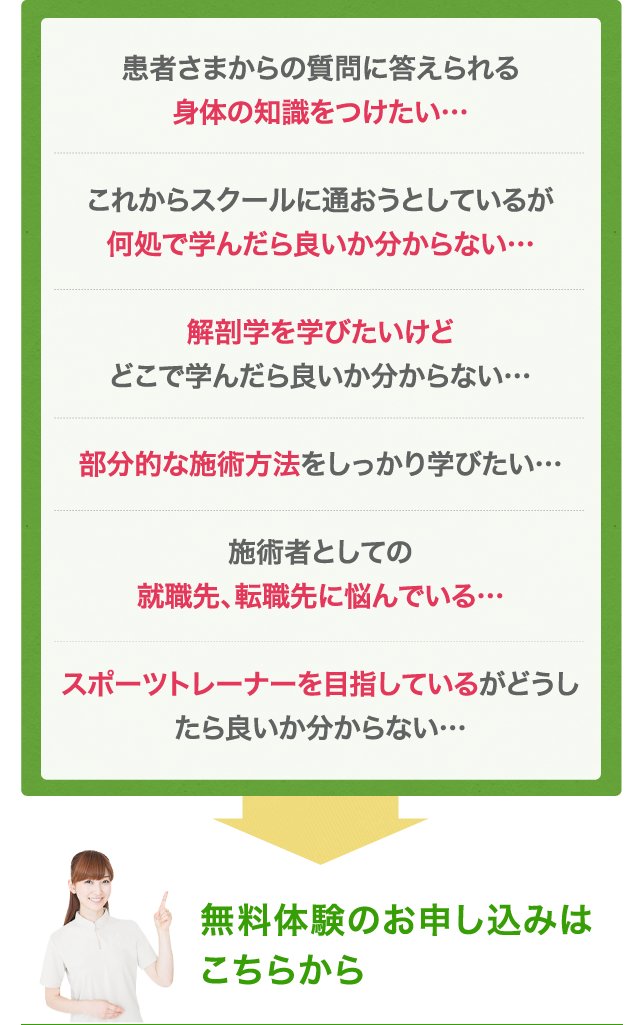 患者さまからの質問に答えられる
身体の知識をつけたい…
これからスクールに通おうとしているが
何処で学んだら良いか分からない…
解剖学を学びたいけど
どこで学んだら良いか分からない…
部分的な施術方法をしっかり学びたい…
施術者としての
就職先、転職先に悩んでいる…
スポーツトレーナーを目指しているがどうし
たら良いか分からない…
無料体験のお申し込みは
こちらから